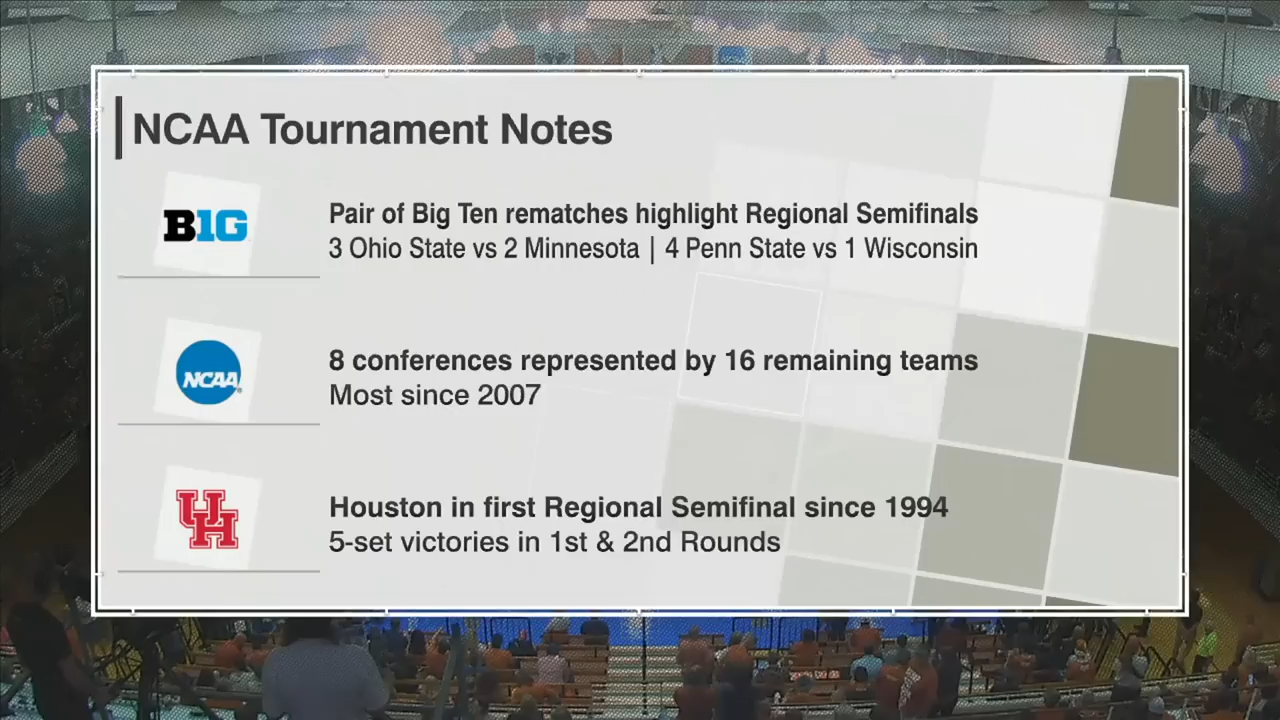 NCAA Tournament Notes
B1G
Pair of Big Ten rematches highlight Regional Semifinals
3 Ohio State vs 2 Minnesota | 4 Penn State vs 1 Wisconsin
NCAA
8 conferences represented by 16 remaining teams
Most since 2007
UH
Houston in first Regional Semifinal since 1994
5-set victories in 1st & 2nd Rounds